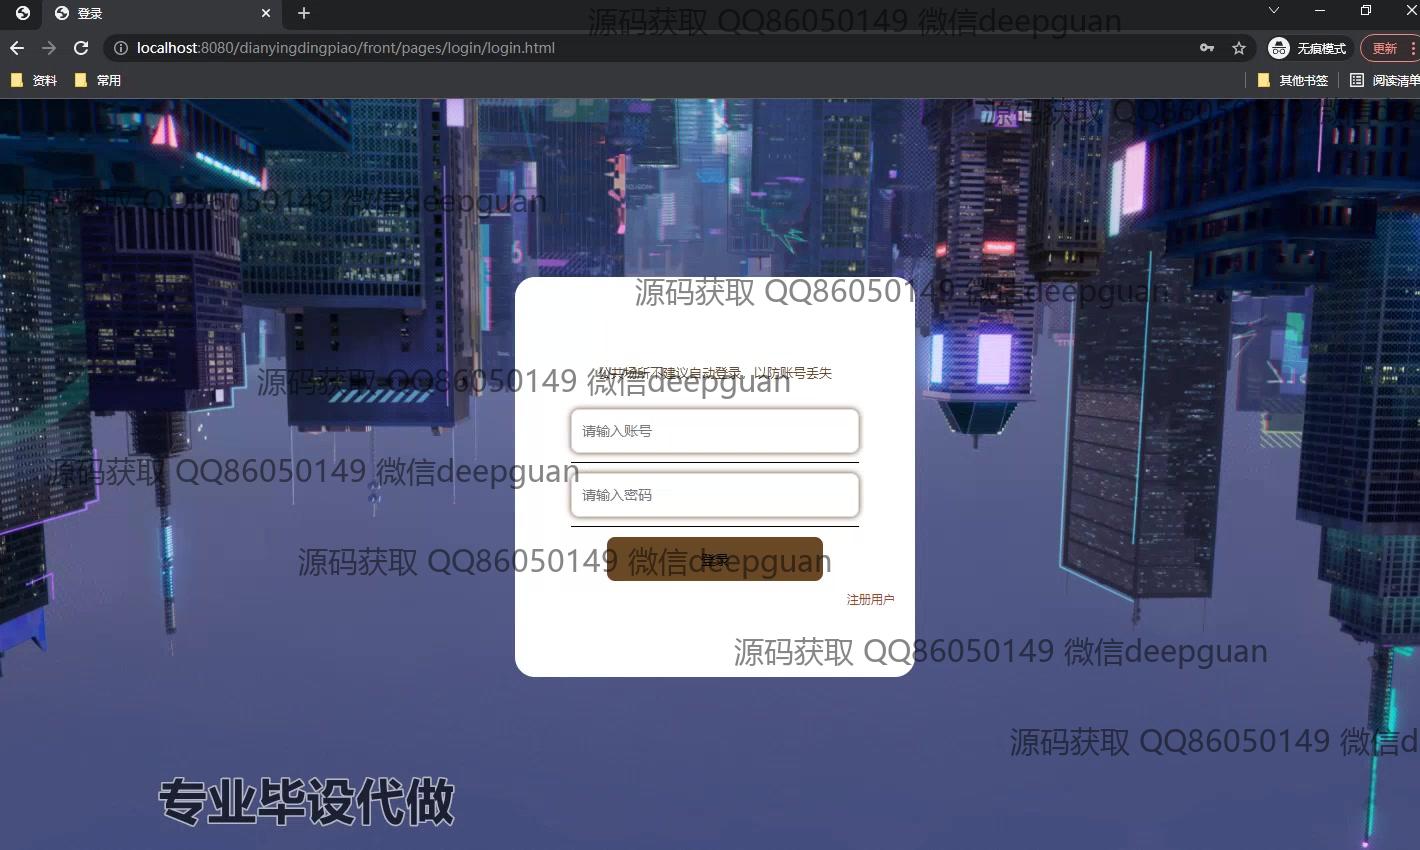 登录
localhost:8080/dianyingdingpiao/front/pages/login/login.html
无痕模式
更新
资料
常用
其他书签
阅读清单
源码获取 QQ86050149 微信deepguan
源码获取 QQ86050149 微信
源码获取 QQ86050149 微信deepguan
源码获取 QQ86050149 微信deepguan
公共场所不建议自动登录，以防账号丢失
源码获取 QQ86050149 微信deepguan
请输入账号
源码获取 QQ86050149 微信deepguan
请输入密码
登录
源码获取 QQ86050149 微信deepguan
注册用户
源码获取 QQ86050149 微信deepguan
源码获取 QQ86050149 微信d
专业毕设代做